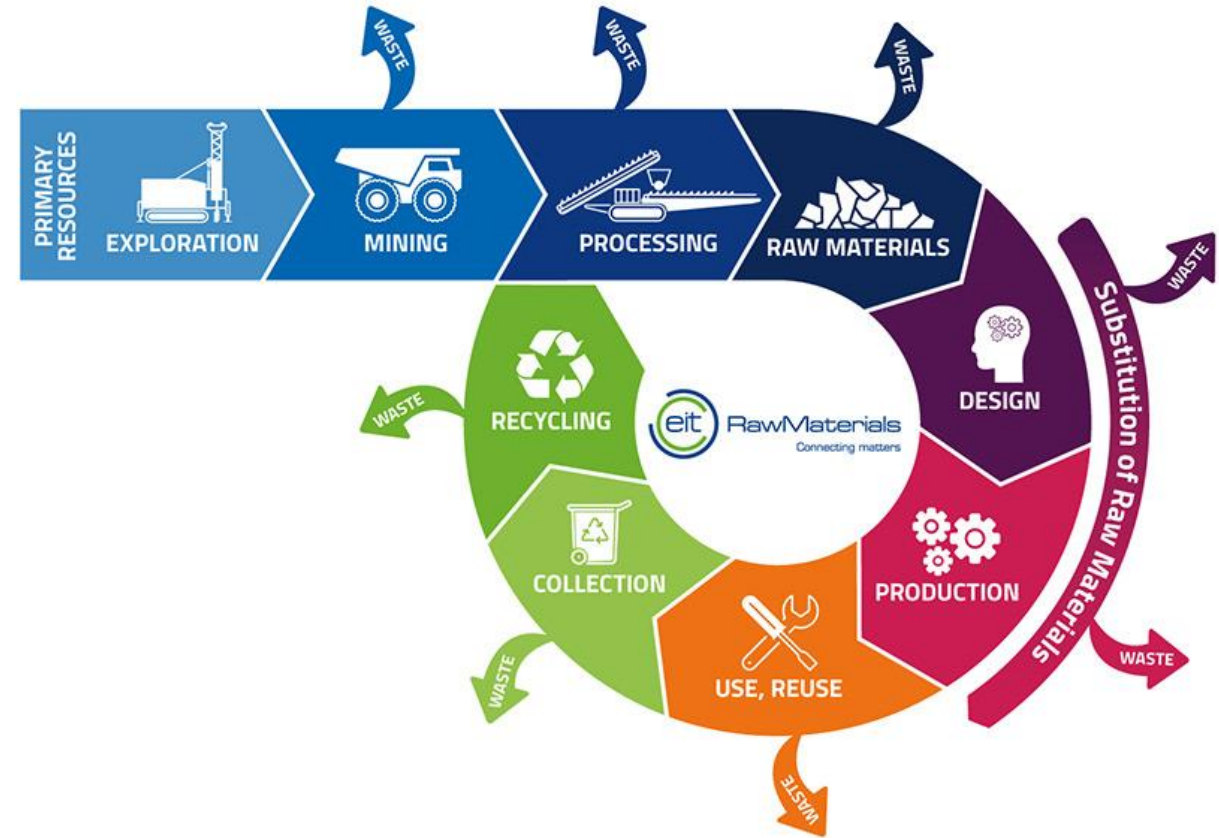 WASTE
WASTE
WASTE
PRIMARY
RESOURCES
EXPLORATION
MINING
PROCESSING
RAW MATERIALS
WASTE
Substitution of Raw Materials
DESIGN
RECYCLING
WASTE
eit RawMaterials
Connecting matters
COLLECTION
PRODUCTION
WASTE
USE, REUSE
WASTE
WASTE